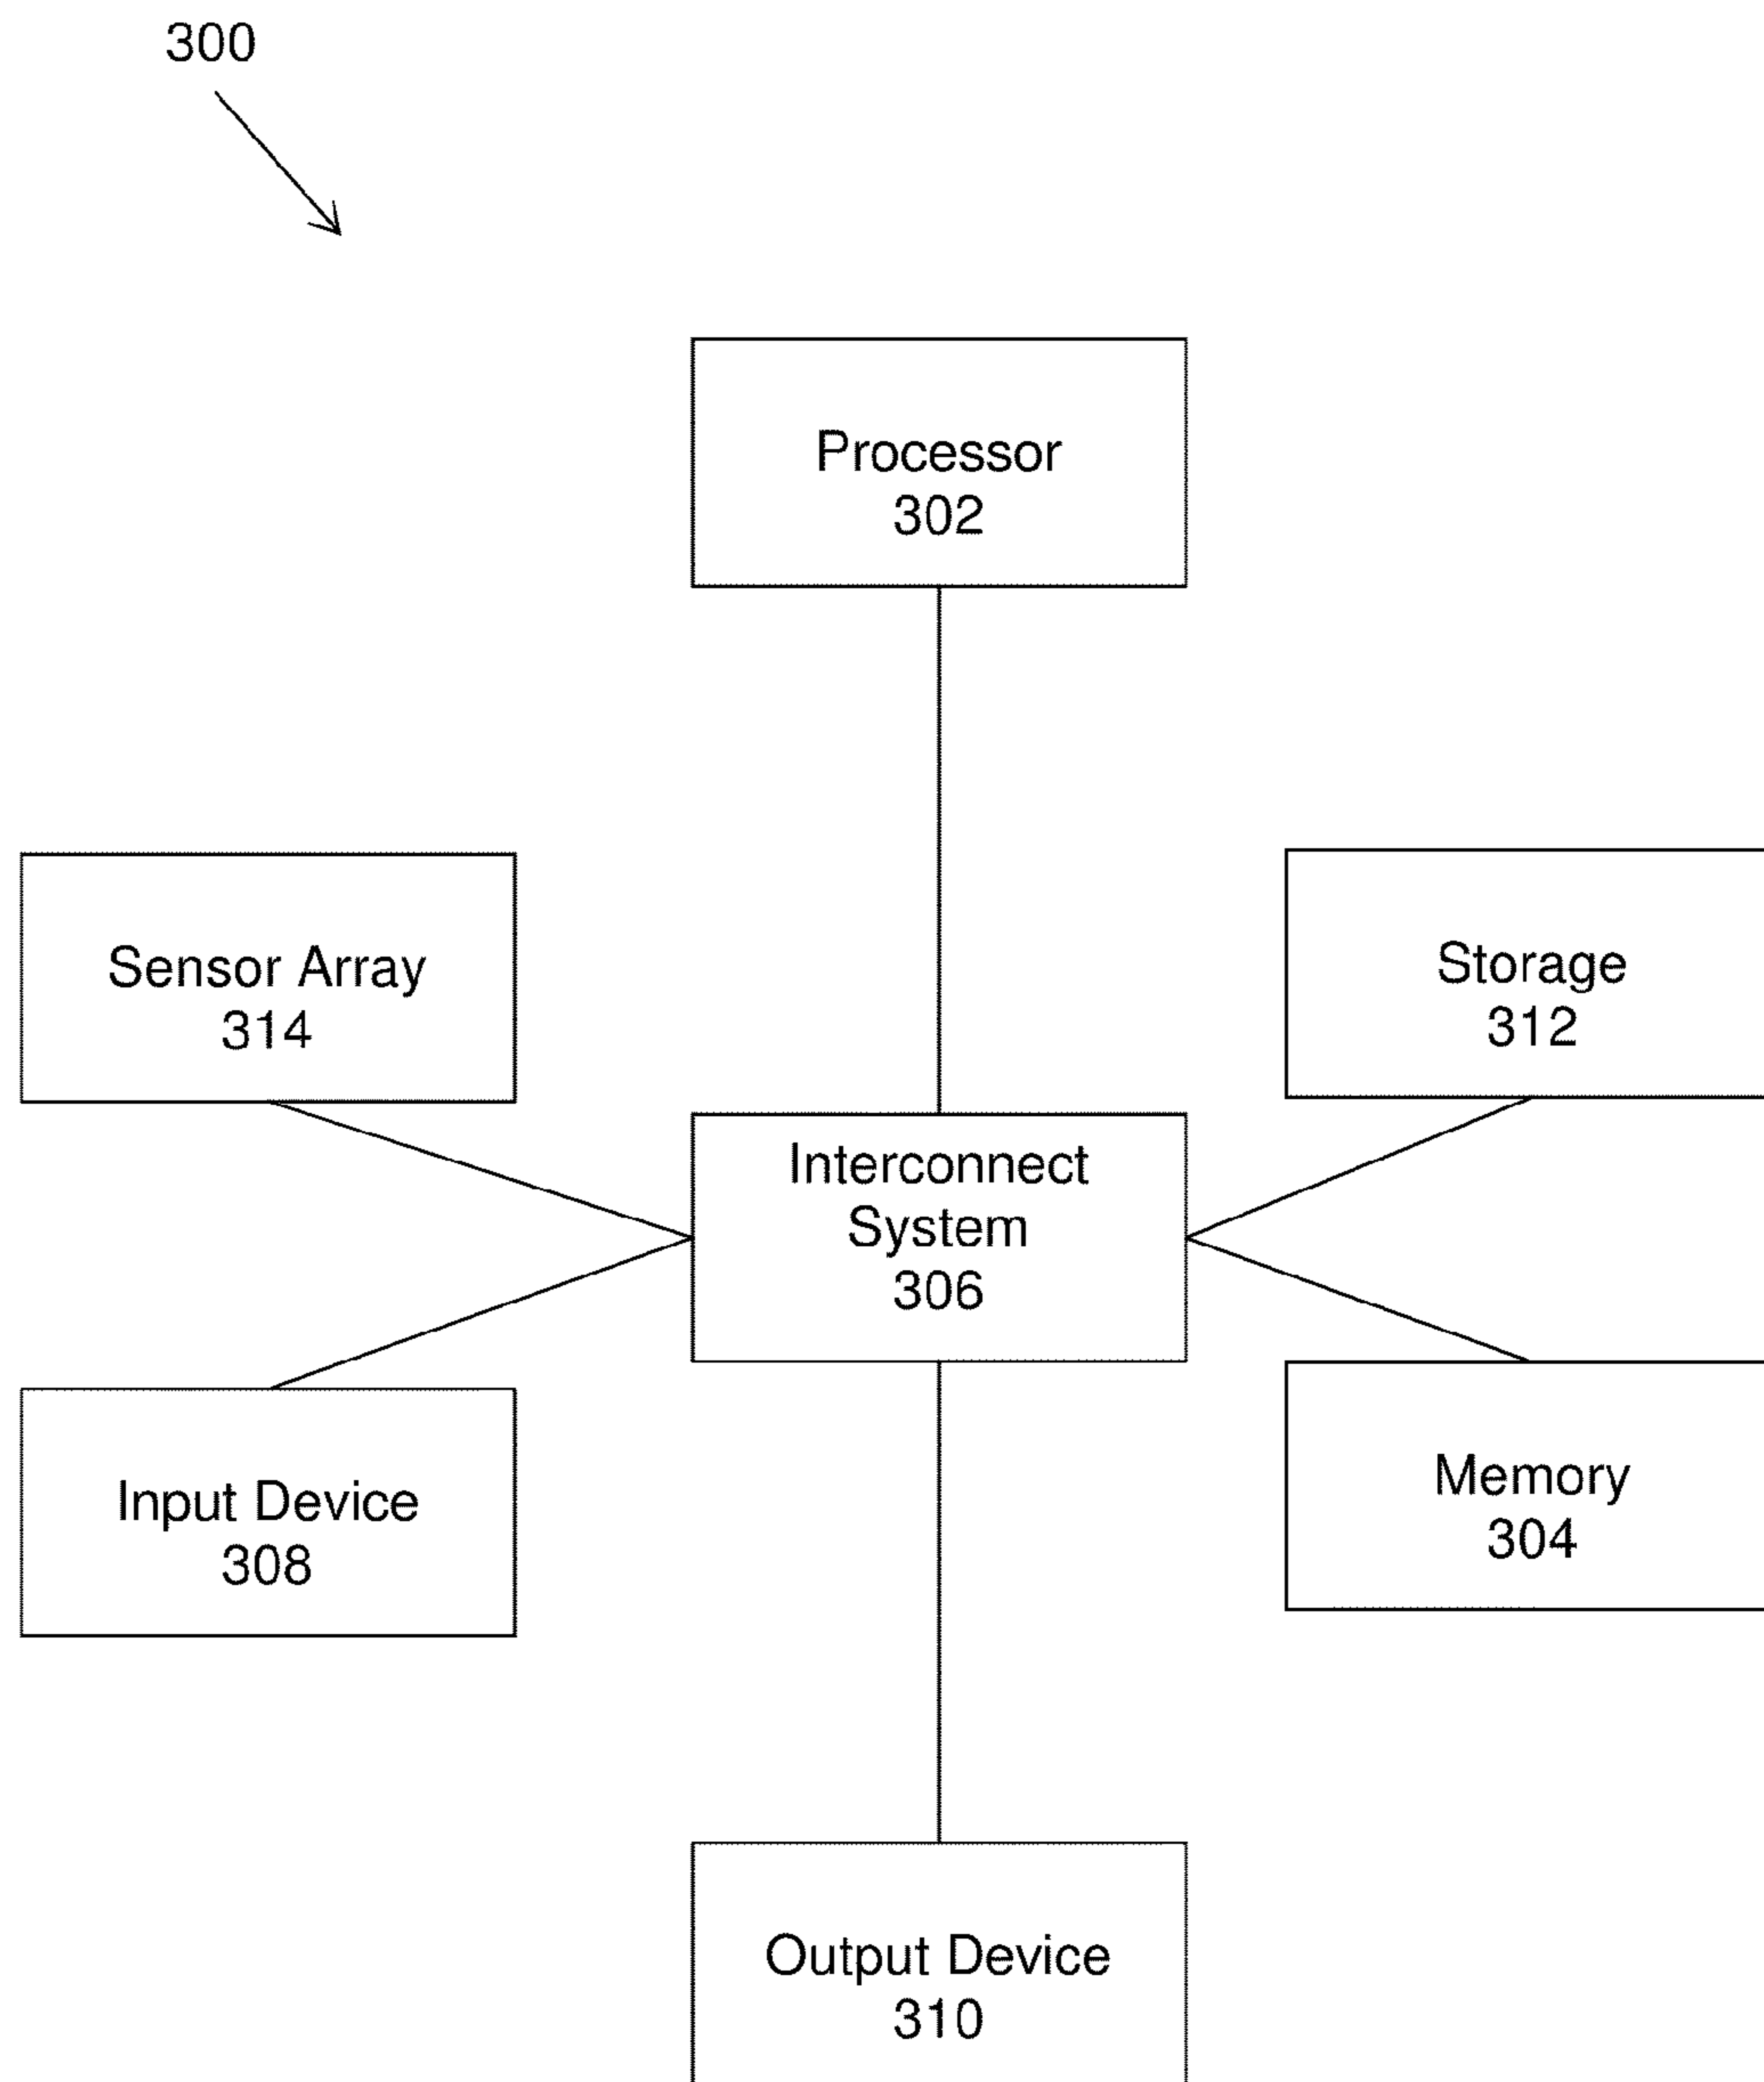 300
Processor
302
Sensor Array
314
Storage
312
Interconnect
System
306
Input Device
308
Memory
304
Output Device
310